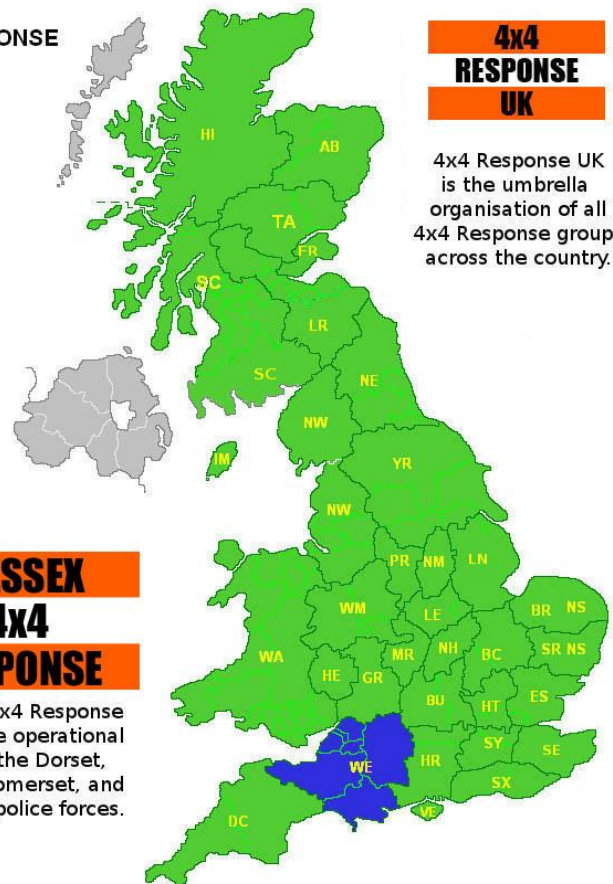 ONSE
4x4
RESPONSE
UK
4x4 Response UK
is the umbrella
organisation of all
4x4 Response group
across the country.
HI
AB
TA
FR
SC
LR
SC
NE
NW
IM
YR
NW
PR
NM
LN
WM
LE
BR NS
WA
HE
GR
MR
NH
BC
SR NS
BU
HT
ES
WE
HR
SY
SE
SX
DC
VE
SSEX
4x4
PONSE
x4 Response
e operational
the Dorset,
omerset, and
police forces.